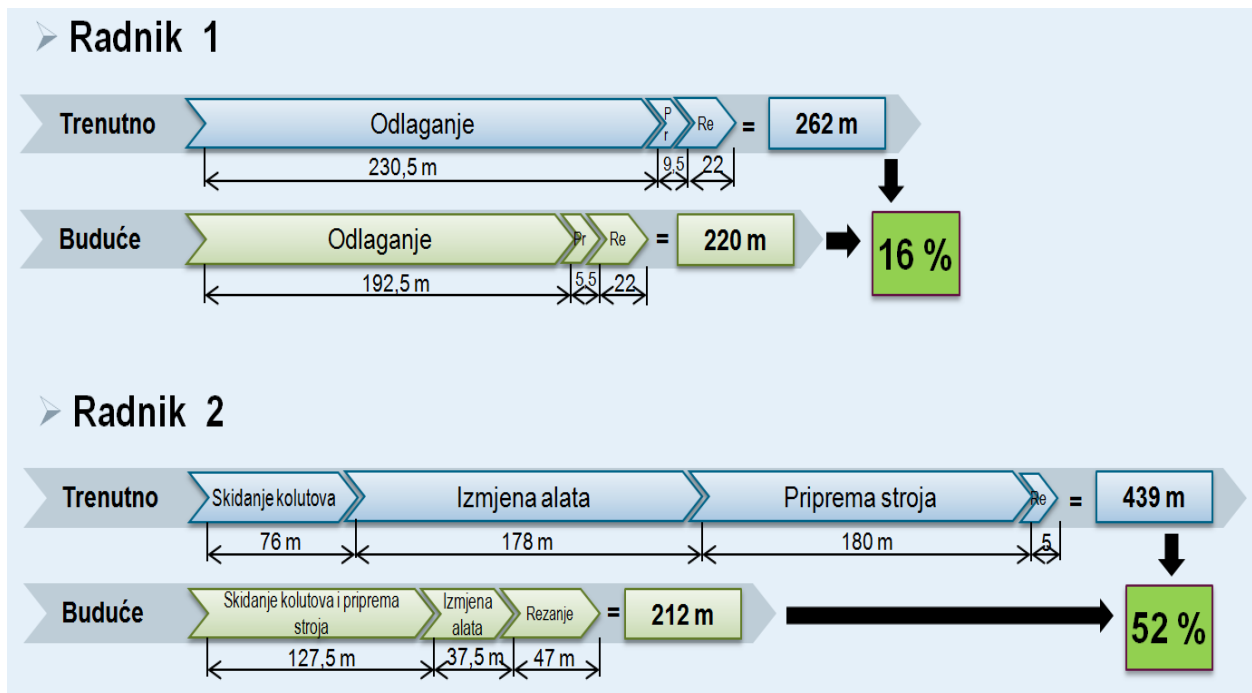 Radnik 1
Trenutno
Odlaganje
Pr
Re
=
262 m
230,5 m
9,5
22
Buduće
Odlaganje
Pr
Re
=
220 m
16 %
192,5 m
5,5
22
Radnik 2
Trenutno
Skidanje kolutova
Izmjena alata
Priprema stroja
Re
=
439 m
76 m
178 m
180 m
5
Buduće
Skidanje kolutova i priprema
stroja
Izmjena
alata
Rezanje
=
212 m
52 %
127,5 m
37,5 m
47 m